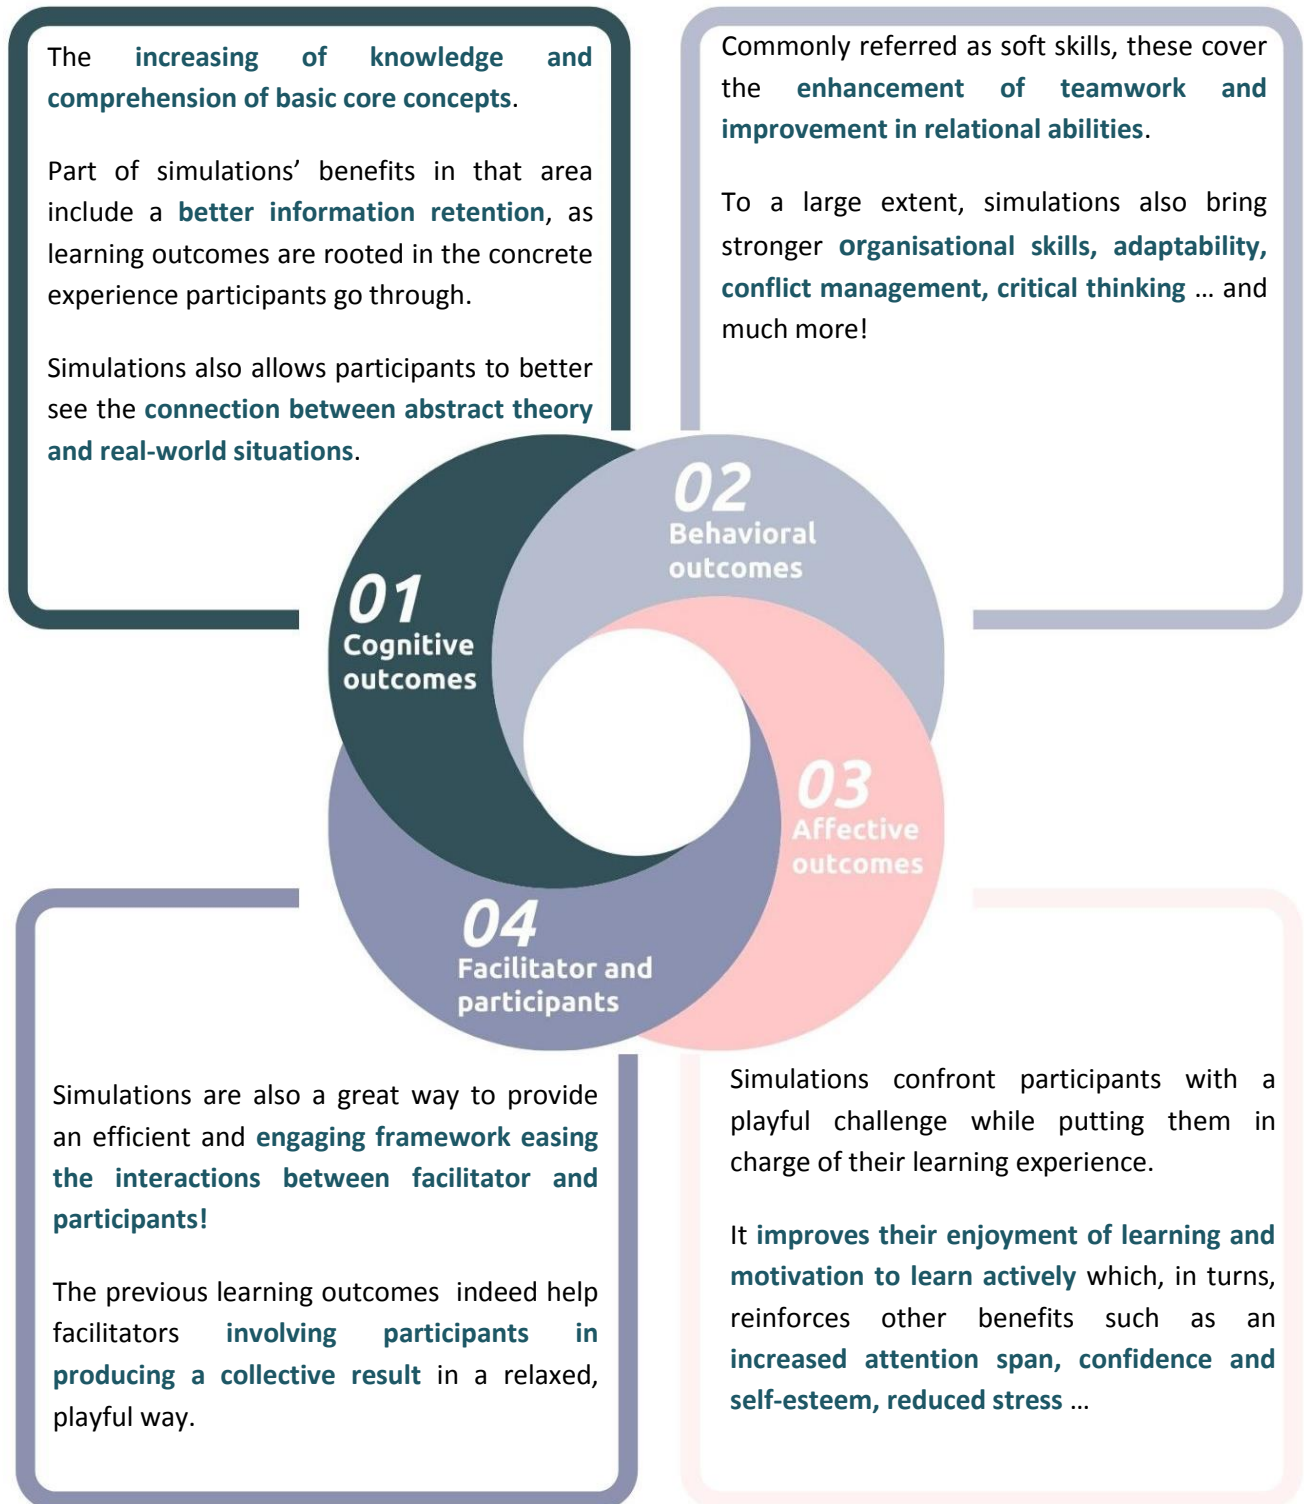 The increasing of knowledge and
comprehension of basic core concepts.
Part of simulations’ benefits in that area
include a better information retention, as
learning outcomes are rooted in the concrete
experience participants go through.
Simulations also allows participants to better
see the connection between abstract theory
and real-world situations.
Commonly referred as soft skills, these cover
the enhancement of teamwork and
improvement in relational abilities.
To a large extent, simulations also bring
stronger organisational skills, adaptability,
conflict management, critical thinking … and
much more!
01
Cognitive
outcomes
02
Behavioral
outcomes
03
Affective
outcomes
04
Facilitator and
participants
Simulations are also a great way to provide
an efficient and engaging framework easing
the interactions between facilitator and
participants!
The previous learning outcomes indeed help
facilitators involving participants in
producing a collective result in a relaxed,
playful way.
Simulations confront participants with a
playful challenge while putting them in
charge of their learning experience.
It improves their enjoyment of learning and
motivation to learn actively which, in turns,
reinforces other benefits such as an
increased attention span, confidence and
self-esteem, reduced stress …